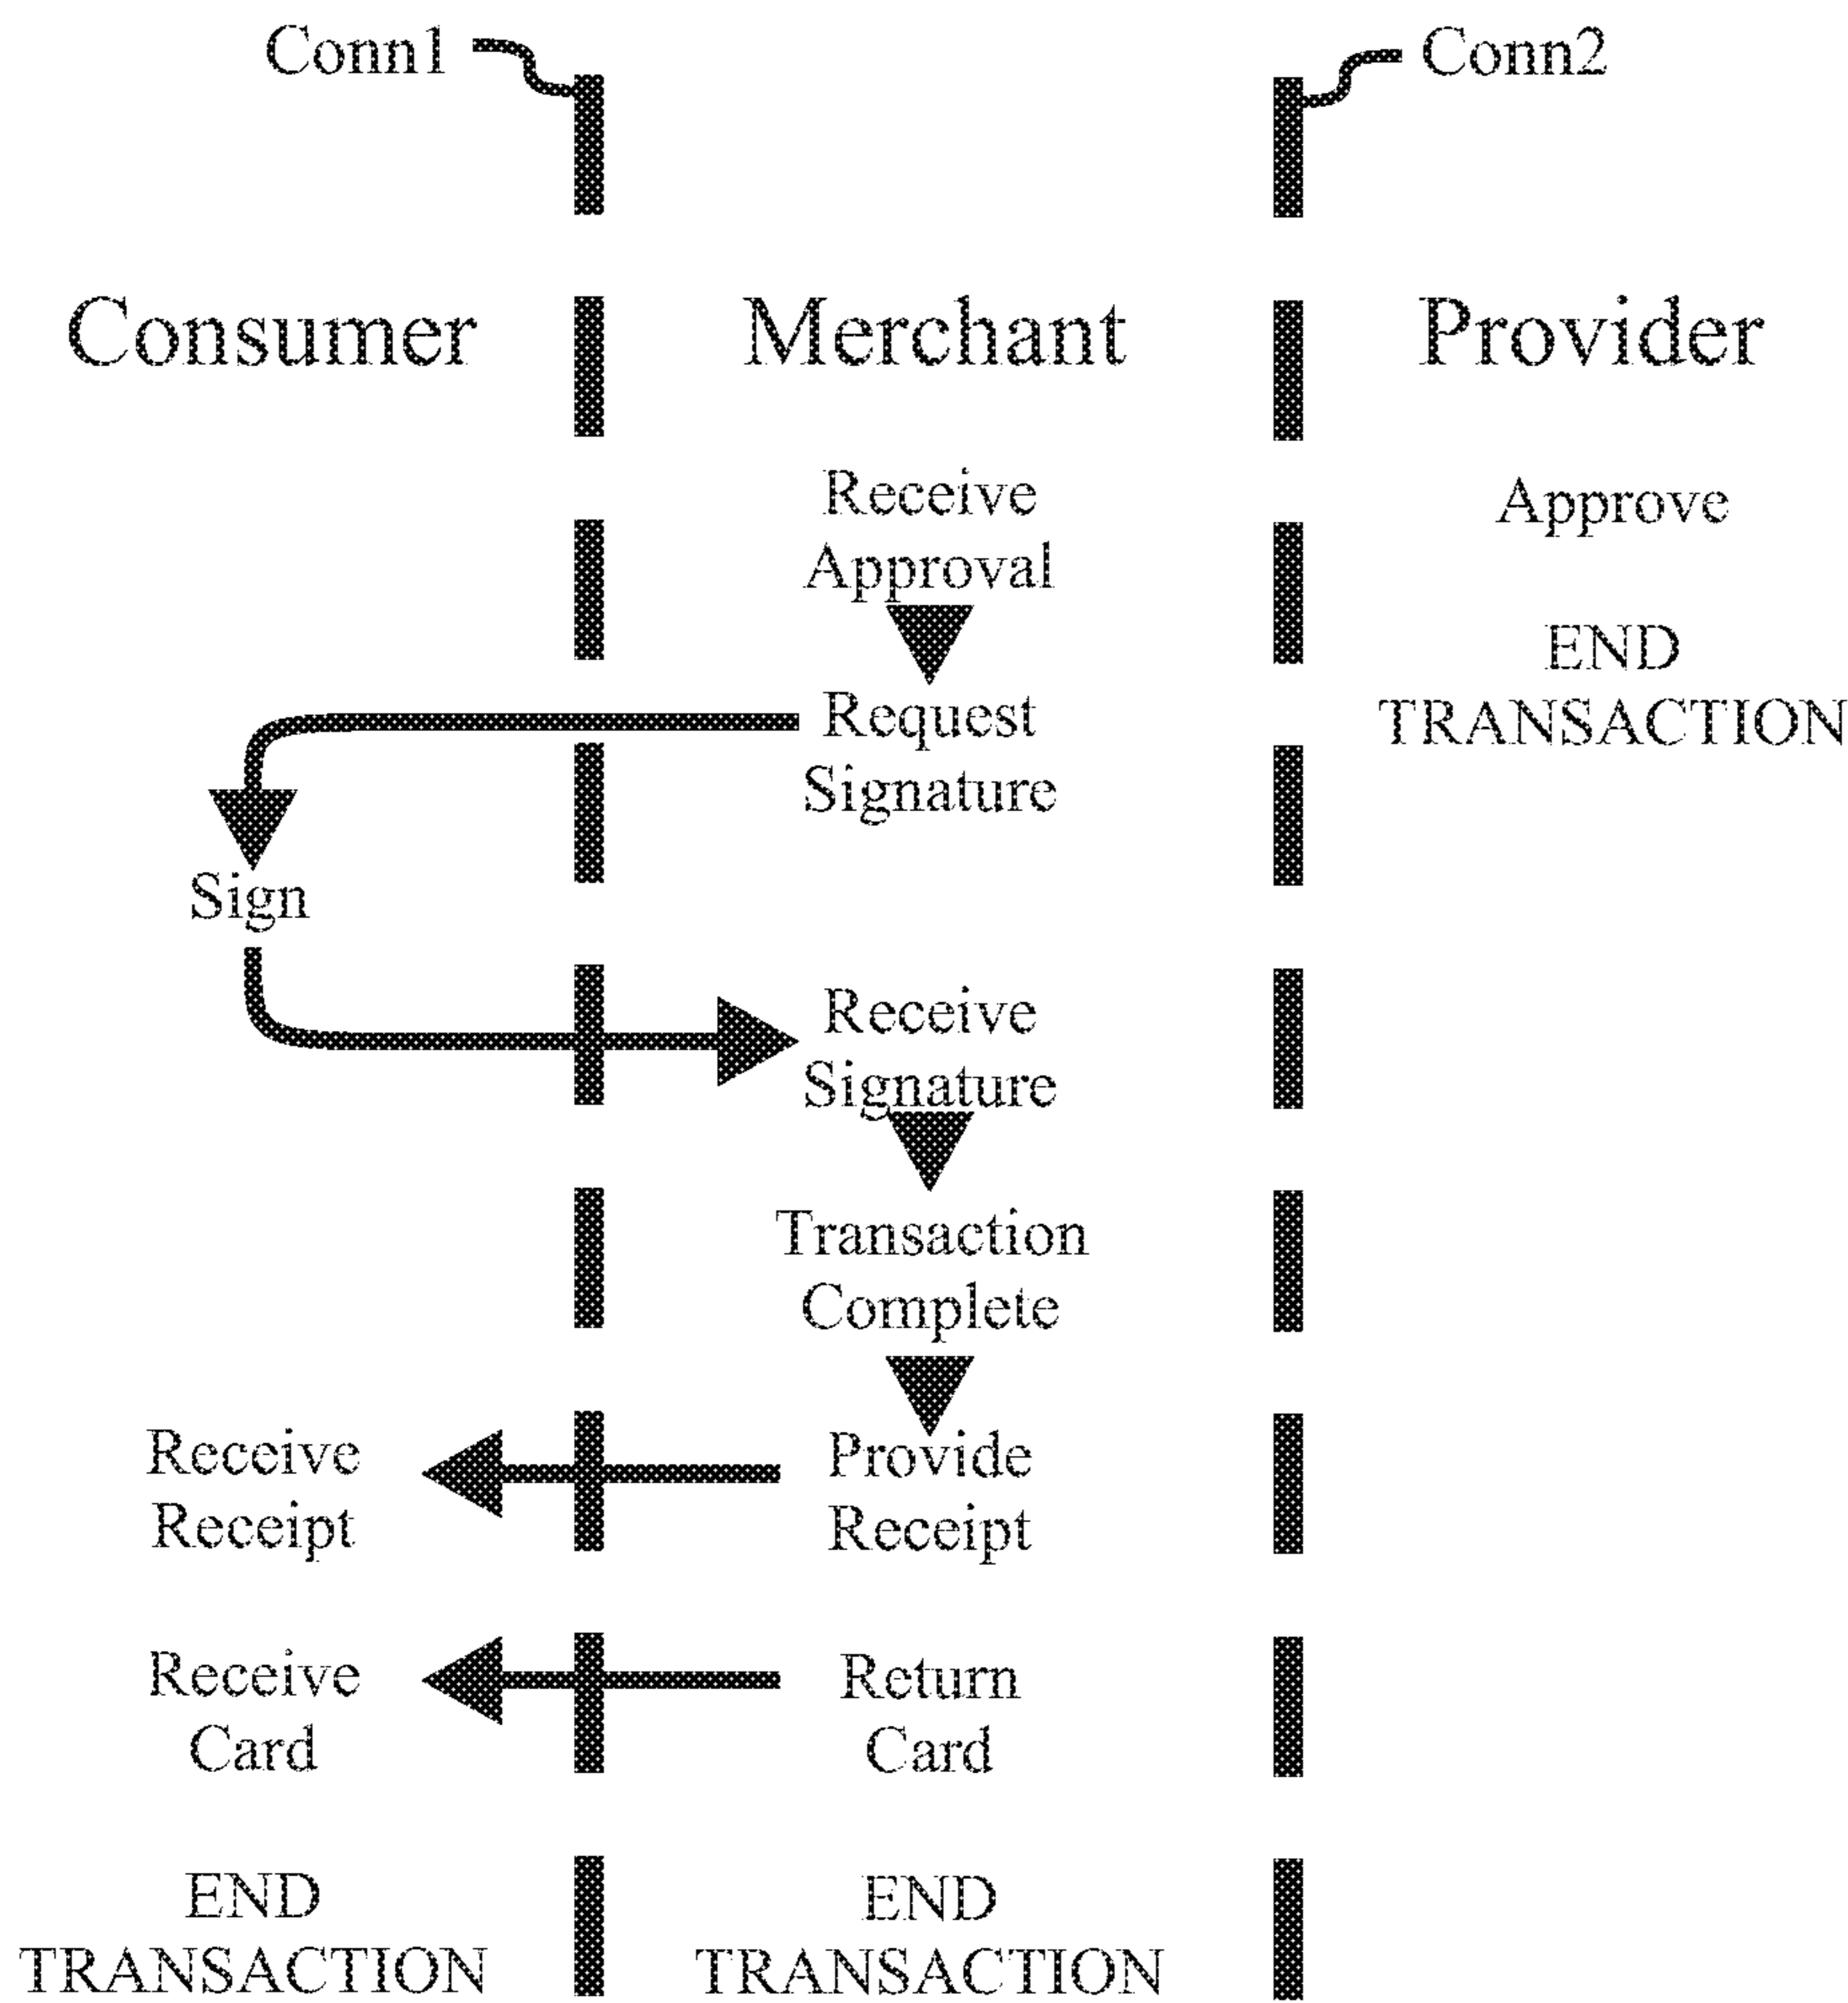 Conn1
Conn2
Consumer
Merchant
Provider
Receive
Approval
Approve
END
TRANSACTION
Request
Signature
Sign
Receive
Signature
Transaction
Complete
Provide
Receipt
Receive
Receipt
Return
Card
Receive
Card
END
TRANSACTION
END
TRANSACTION